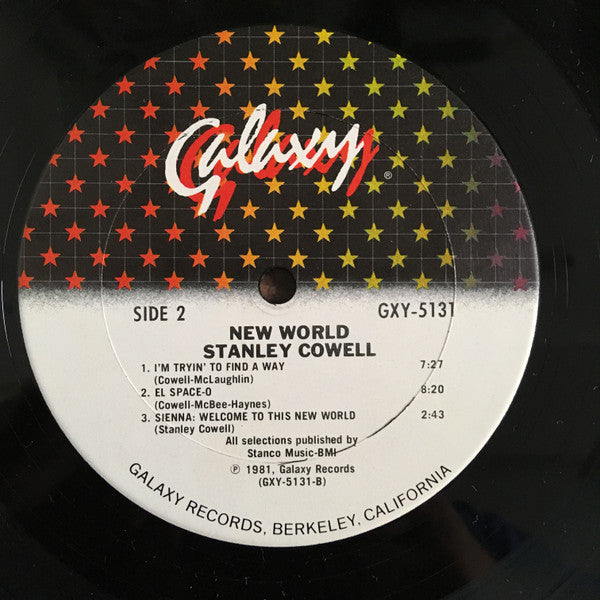 Galaxy®
SIDE 2
GXY-5131
NEW WORLD
STANLEY COWELL
1. I'M TRYIN' TO FIND A WAY 7:27
(Cowell-McLaughlin)
2. EL SPACE-O 8:20
(Cowell-McBee-Haynes)
3. SIENNA: WELCOME TO THIS NEW WORLD 2:43
(Stanley Cowell)
All selections published by
Stanco Music-BMI
℗ 1981, Galaxy Records
(GXY-5131-B)
GALAXY RECORDS, BERKELEY, CALIFORNIA